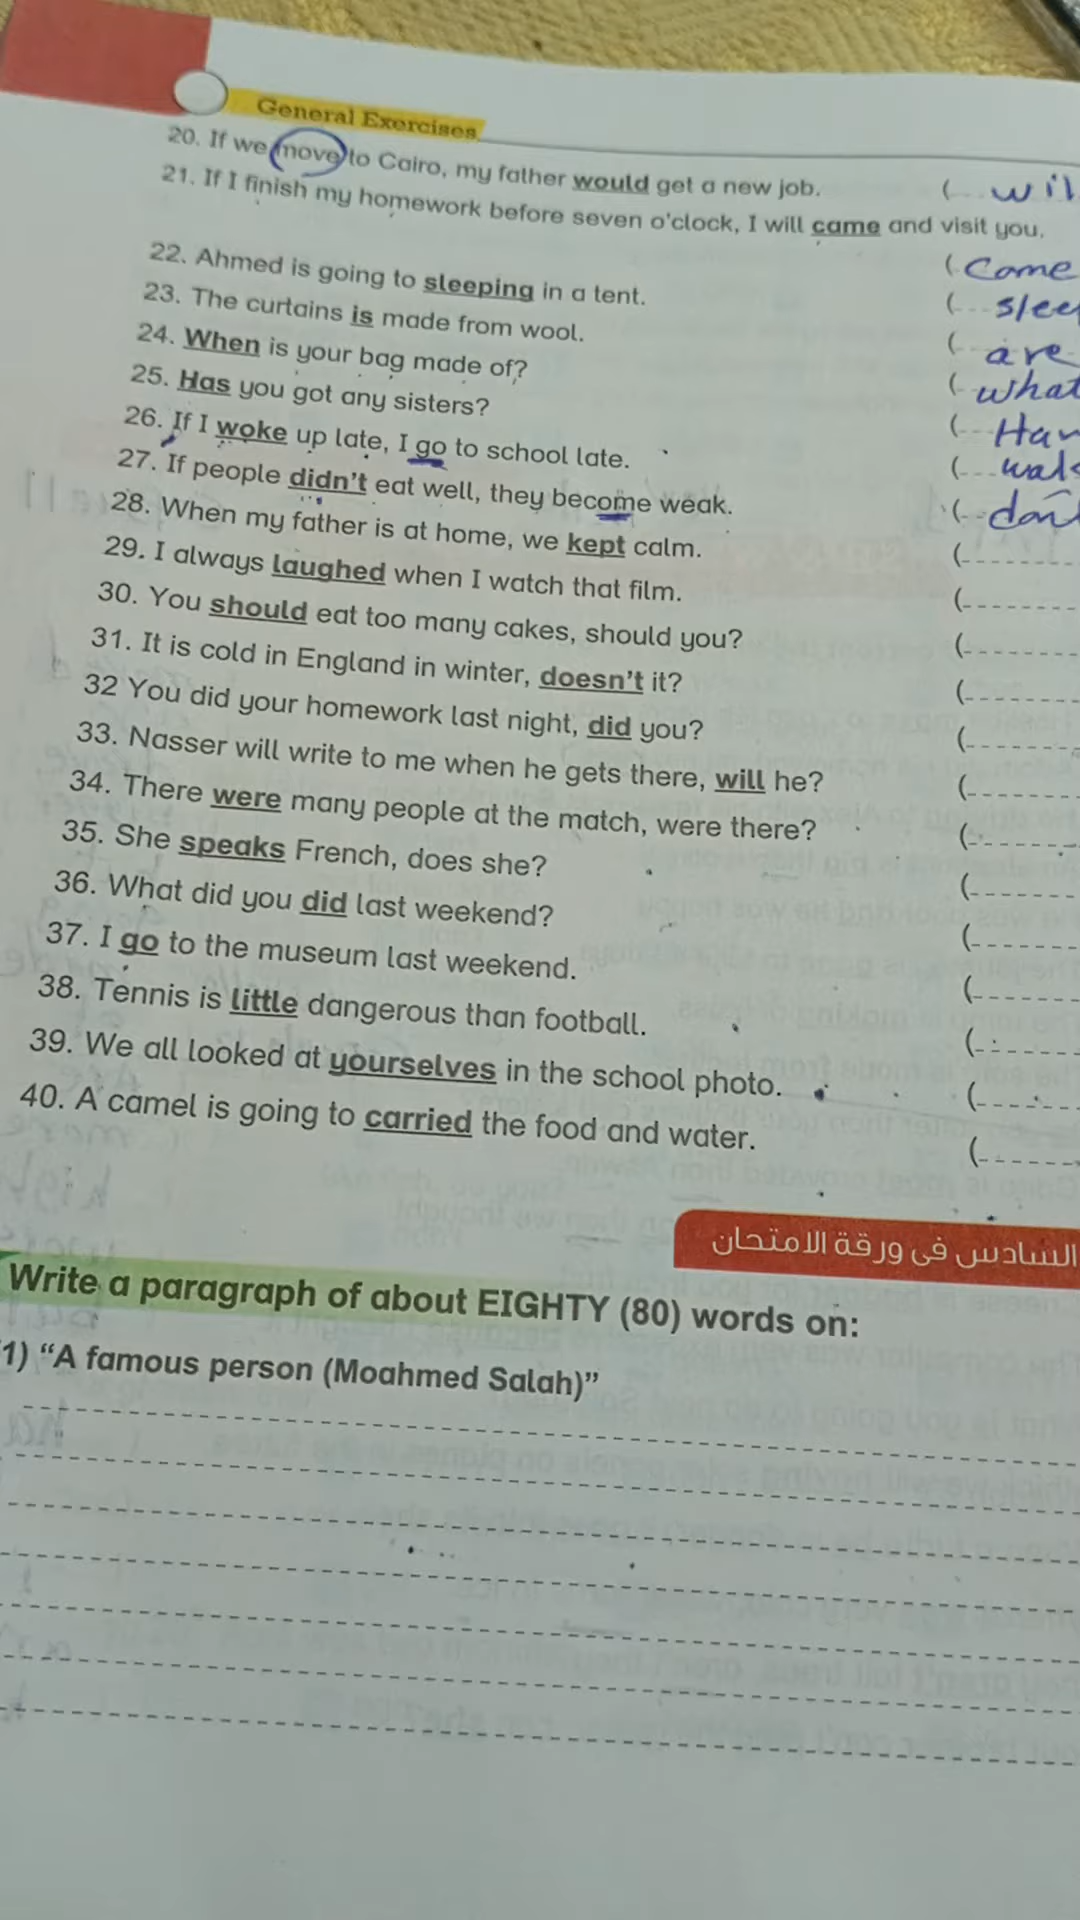 General Exercises
20. If we move to Cairo, my father would get a new job. (
21. If I finish my homework before seven o'clock, I will came and visit you.
(Come
22. Ahmed is going to sleeping in a tent. (
23. The curtains is made from wool. ( are
24. When is your bag made of? ( what
25. Has you got any sisters? (
26. If I woke up late, I go to school late. (
27. If people didn't eat well, they become weak. (
28. When my father is at home, we kept calm. (
29. I always laughed when I watch that film. (
30. You should eat too many cakes, should you? (
31. It is cold in England in winter, doesn't it? (
32 You did your homework last night, did you? (
33. Nasser will write to me when he gets there, will he? (
34. There were many people at the match, were there? (
35. She speaks French, does she? (
36. What did you did last weekend? (
37. I go to the museum last weekend. (
38. Tennis is little dangerous than football. (
39. We all looked at yourselves in the school photo. (
40. A camel is going to carried the food and water. (
السادس فى ورقة الامتحان
Write a paragraph of about EIGHTY (80) words on:
1) “A famous person (Moahmed Salah)”